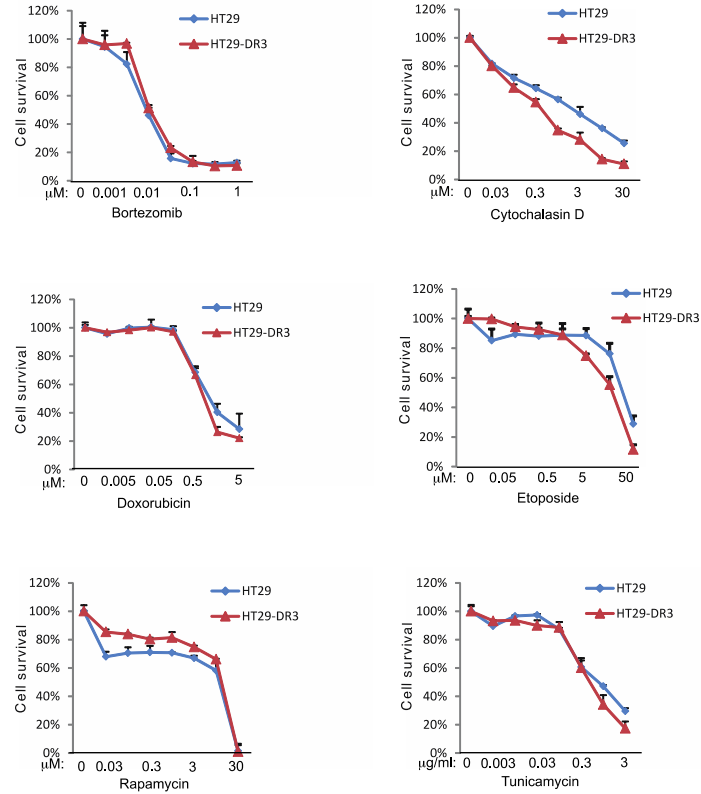 120%
100%
80%
60%
40%
20%
0%
Cell survival
HT29
HT29-DR3
μM: 0 0.001 0.01 0.1 1
Bortezomib
120%
100%
80%
60%
40%
20%
0%
Cell survival
HT29
HT29-DR3
μM: 0 0.03 0.3 3 30
Cytochalasin D
120%
100%
80%
60%
40%
20%
0%
Cell survival
HT29
HT29-DR3
μM: 0 0.005 0.05 0.5 5
Doxorubicin
120%
100%
80%
60%
40%
20%
0%
Cell survival
HT29
HT29-DR3
μM: 0 0.05 0.5 5 50
Etoposide
120%
100%
80%
60%
40%
20%
0%
Cell survival
HT29
HT29-DR3
μM: 0 0.03 0.3 3 30
Rapamycin
120%
100%
80%
60%
40%
20%
0%
Cell survival
HT29
HT29-DR3
μg/ml: 0 0.003 0.03 0.3 3
Tunicamycin